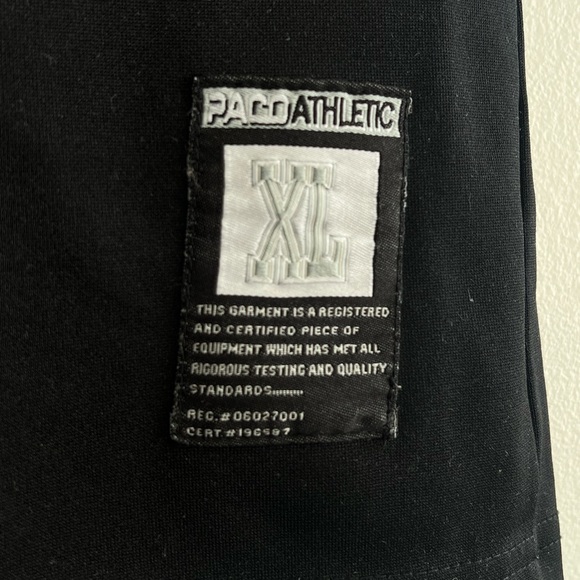 PACOATHLETIC
XL
THIS GARMENT IS A REGISTERED
AND CERTIFIED PIECE OF
EQUIPMENT WHICH HAS MET ALL
RIGOROUS TESTING AND QUALITY
STANDARDS..........
REG.#06027001
CERT.#196587